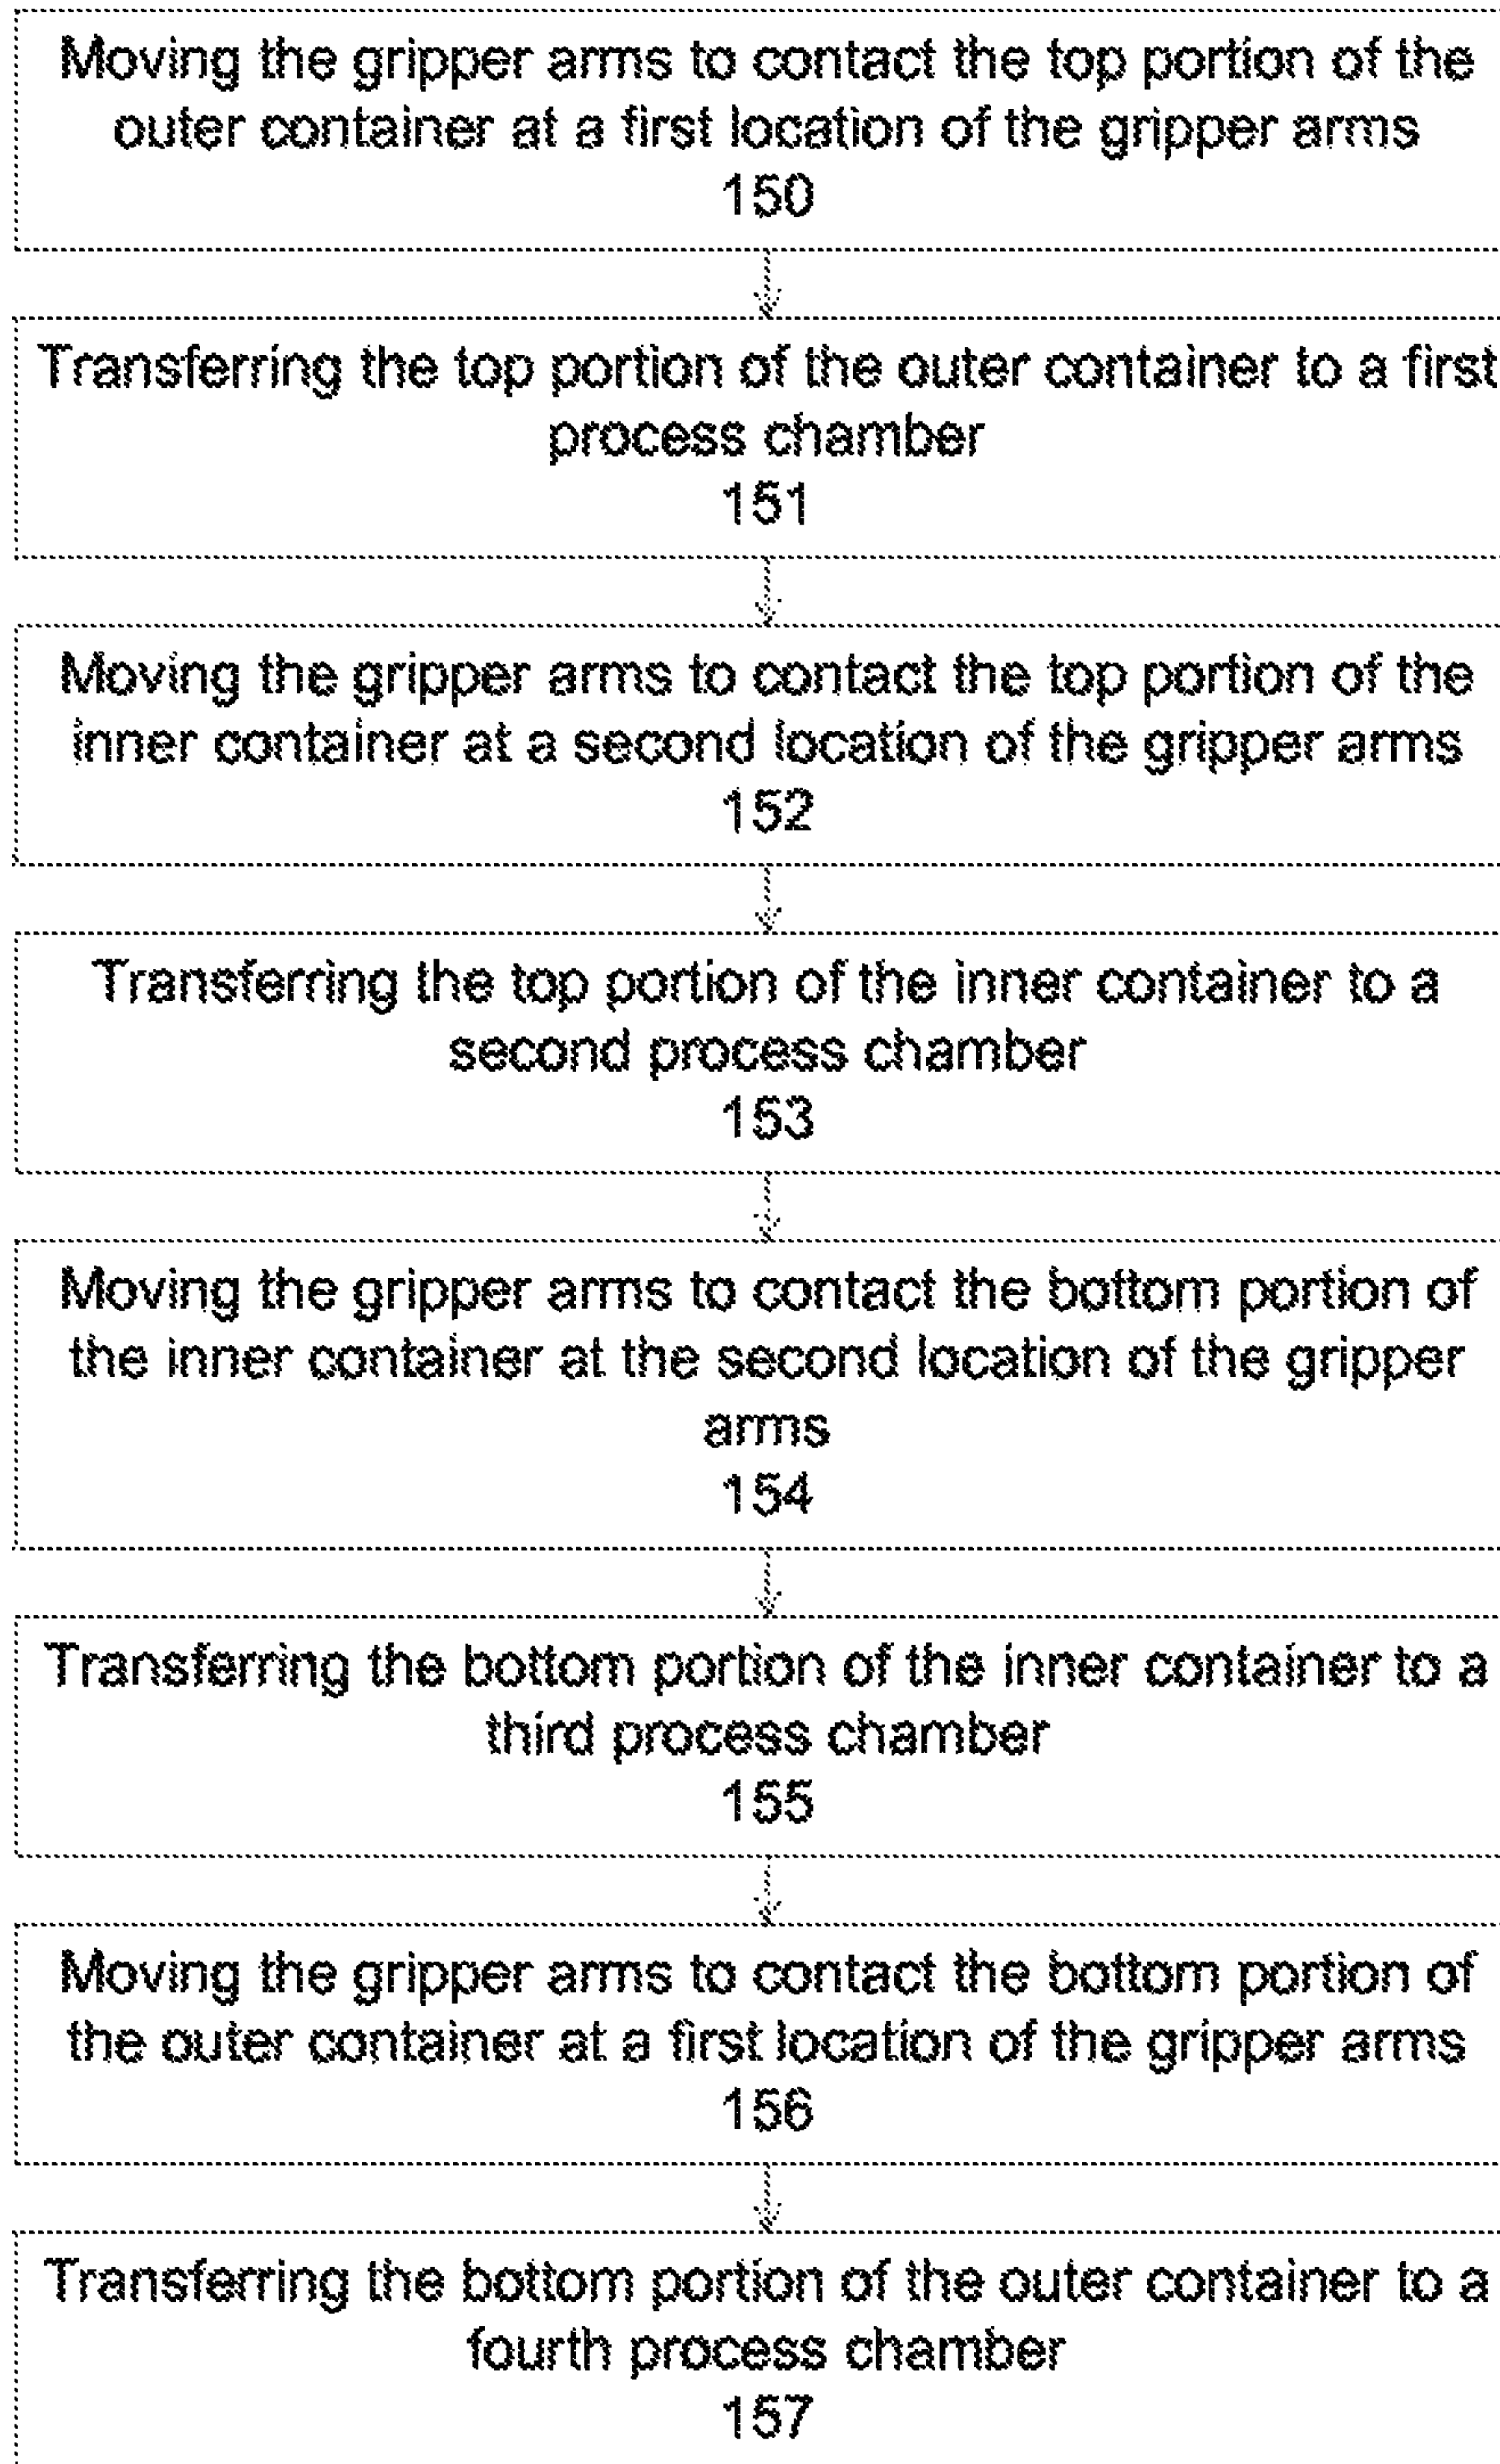 Moving the gripper arms to contact the top portion of the
outer container at a first location of the gripper arms
150
Transferring the top portion of the outer container to a first
process chamber
151
Moving the gripper arms to contact the top portion of the
inner container at a second location of the gripper arms
152
Transferring the top portion of the inner container to a
second process chamber
153
Moving the gripper arms to contact the bottom portion of
the inner container at the second location of the gripper
arms
154
Transferring the bottom portion of the inner container to a
third process chamber
155
Moving the gripper arms to contact the bottom portion of
the outer container at a first location of the gripper arms
156
Transferring the bottom portion of the outer container to a
fourth process chamber
157